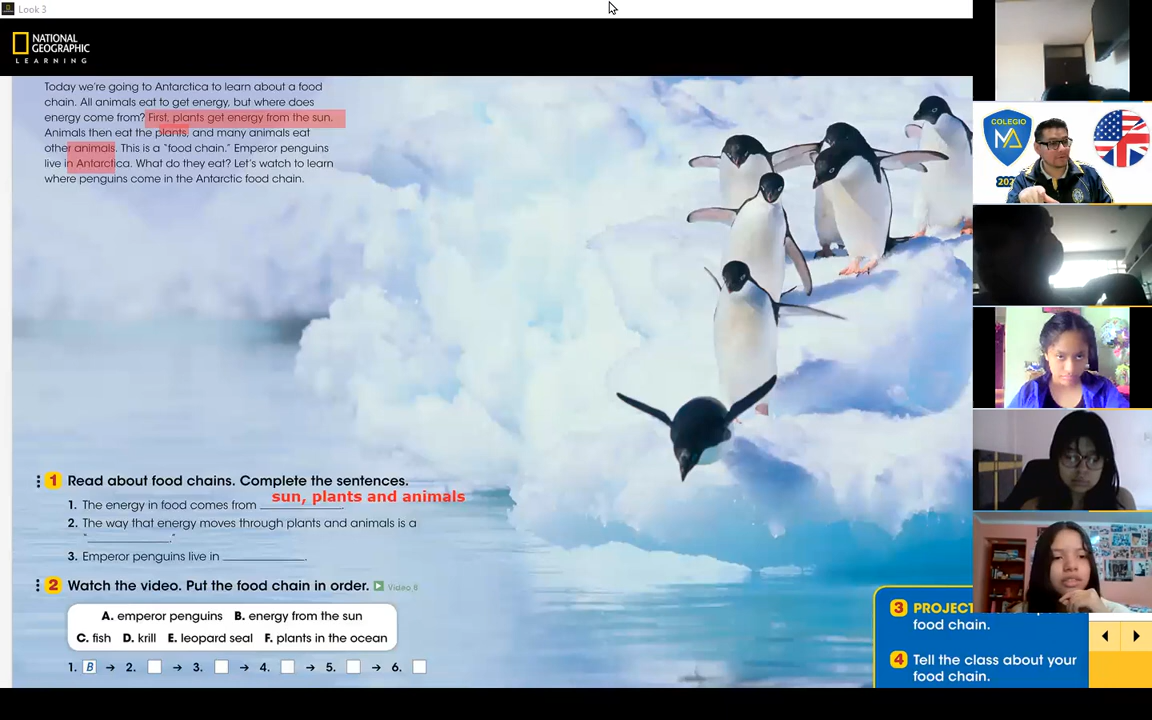 Look 3
NATIONAL
GEOGRAPHIC
LEARNING
Today we're going to Antarctica to learn about a food
chain. All animals eat to get energy, but where does
energy come from? First, plants get energy from the sun.
Animals then eat the plants, and many animals eat
other animals. This is a "food chain." Emperor penguins
live in Antarctica. What do they eat? Let's watch to learn
where penguins come in the Antarctic food chain.
1 Read about food chains. Complete the sentences.
sun, plants and animals
1. The energy in food comes from ____________.
2. The way that energy moves through plants and animals is a
"____________."
3. Emperor penguins live in ____________.
2 Watch the video. Put the food chain in order. Video 8
A. emperor penguins B. energy from the sun
C. fish D. krill E. leopard seal F. plants in the ocean
1. B → 2. → 3. → 4. → 5. → 6.
3 PROJECT
food chain.
4 Tell the class about your
food chain.
COLEGIO
MA
202